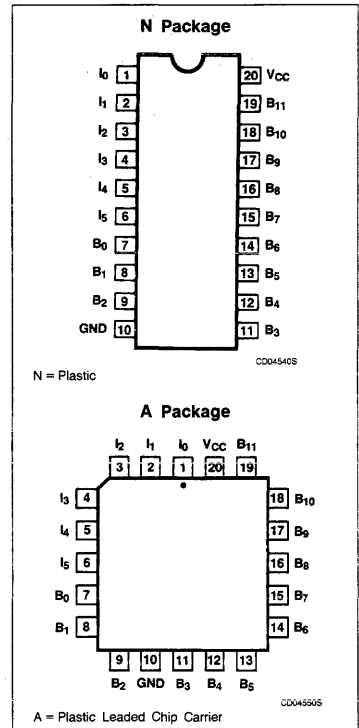 N Package
I0 1 20 VCC
I1 2 19 B11
I2 3 18 B10
I3 4 17 B9
I4 5 16 B8
I5 6 15 B7
B0 7 14 B6
B1 8 13 B5
B2 9 12 B4
GND 10 11 B3
CD04540S
N = Plastic
A Package
I2 I1 I0 VCC B11
3 2 1 20 19
I3 4 18 B10
I4 5 17 B9
I5 6 16 B8
B0 7 15 B7
B1 8 14 B6
9 10 11 12 13
B2 GND B3 B4 B5
CD04550S
A = Plastic Leaded Chip Carrier